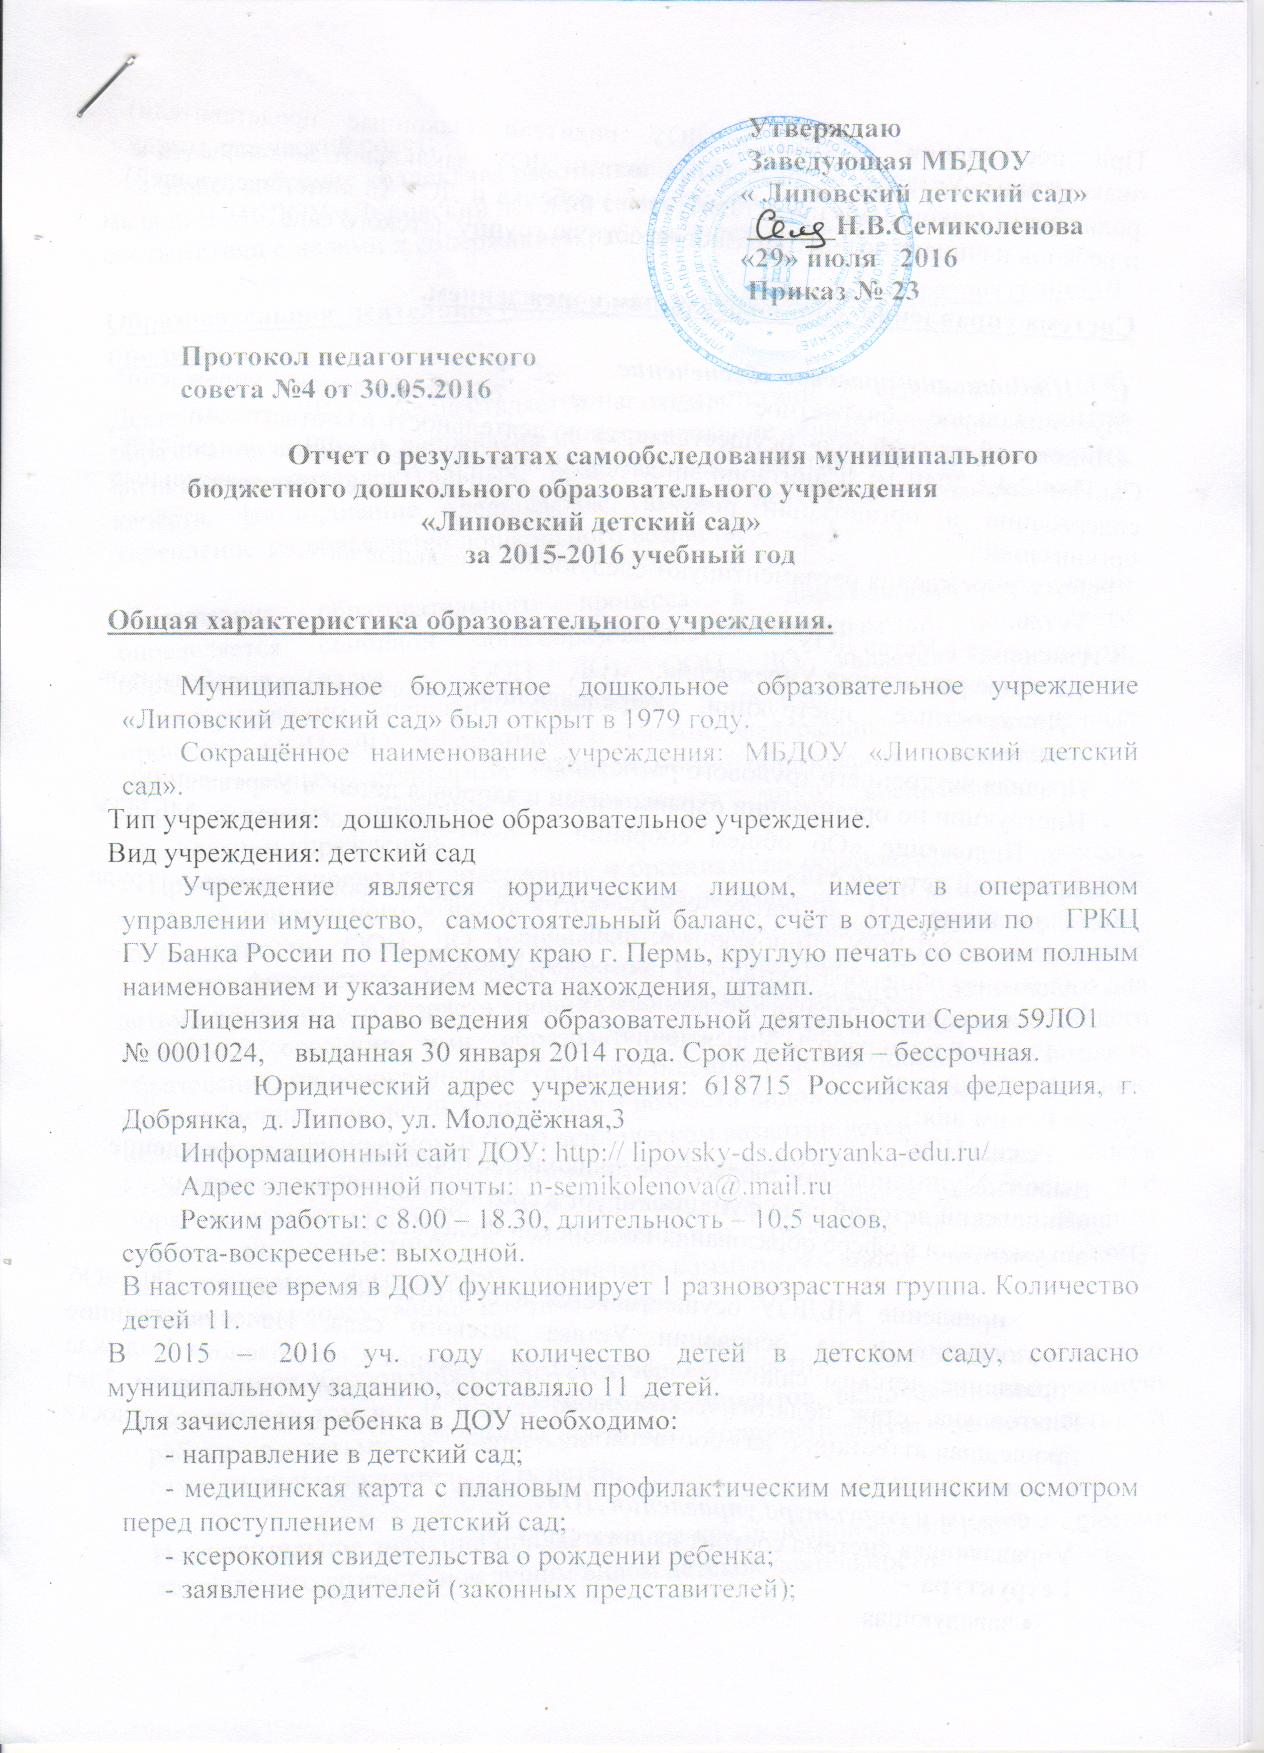 Утверждаю
Заведующая МБДОУ
« Липовский детский сад»
Н.В.Семиколенова
«29» июля 2016
Приказ № 23
Протокол педагогического
совета №4 от 30.05.2016
Отчет о результатах самообследования муниципального
бюджетного дошкольного образовательного учреждения
«Липовский детский сад»
за 2015-2016 учебный год
Общая характеристика образовательного учреждения.
Муниципальное бюджетное дошкольное образовательное учреждение
«Липовский детский сад» был открыт в 1979 году.
Сокращённое наименование учреждения: МБДОУ «Липовский детский
сад».
Тип учреждения: дошкольное образовательное учреждение.
Вид учреждения: детский сад
Учреждение является юридическим лицом, имеет в оперативном
управлении имущество, самостоятельный баланс, счёт в отделении по ГРКЦ
ГУ Банка России по Пермскому краю г. Пермь, круглую печать со своим полным
наименованием и указанием места нахождения, штамп.
Лицензия на право ведения образовательной деятельности Серия 59ЛО1
№ 0001024, выданная 30 января 2014 года. Срок действия – бессрочная.
Юридический адрес учреждения: 618715 Российская федерация, г.
Добрянка, д. Липово, ул. Молодёжная,3
Информационный сайт ДОУ: http:// lipovsky-ds.dobryanka-edu.ru/
Адрес электронной почты: n-semikolenova@.mail.ru
Режим работы: с 8.00 – 18.30, длительность – 10,5 часов,
суббота-воскресенье: выходной.
В настоящее время в ДОУ функционирует 1 разновозрастная группа. Количество
детей 11.
В 2015 – 2016 уч. году количество детей в детском саду, согласно
муниципальному заданию, составляло 11 детей.
Для зачисления ребенка в ДОУ необходимо:
- направление в детский сад;
- медицинская карта с плановым профилактическим медицинским осмотром
перед поступлением в детский сад;
- ксерокопия свидетельства о рождении ребенка;
- заявление родителей (законных представителей);